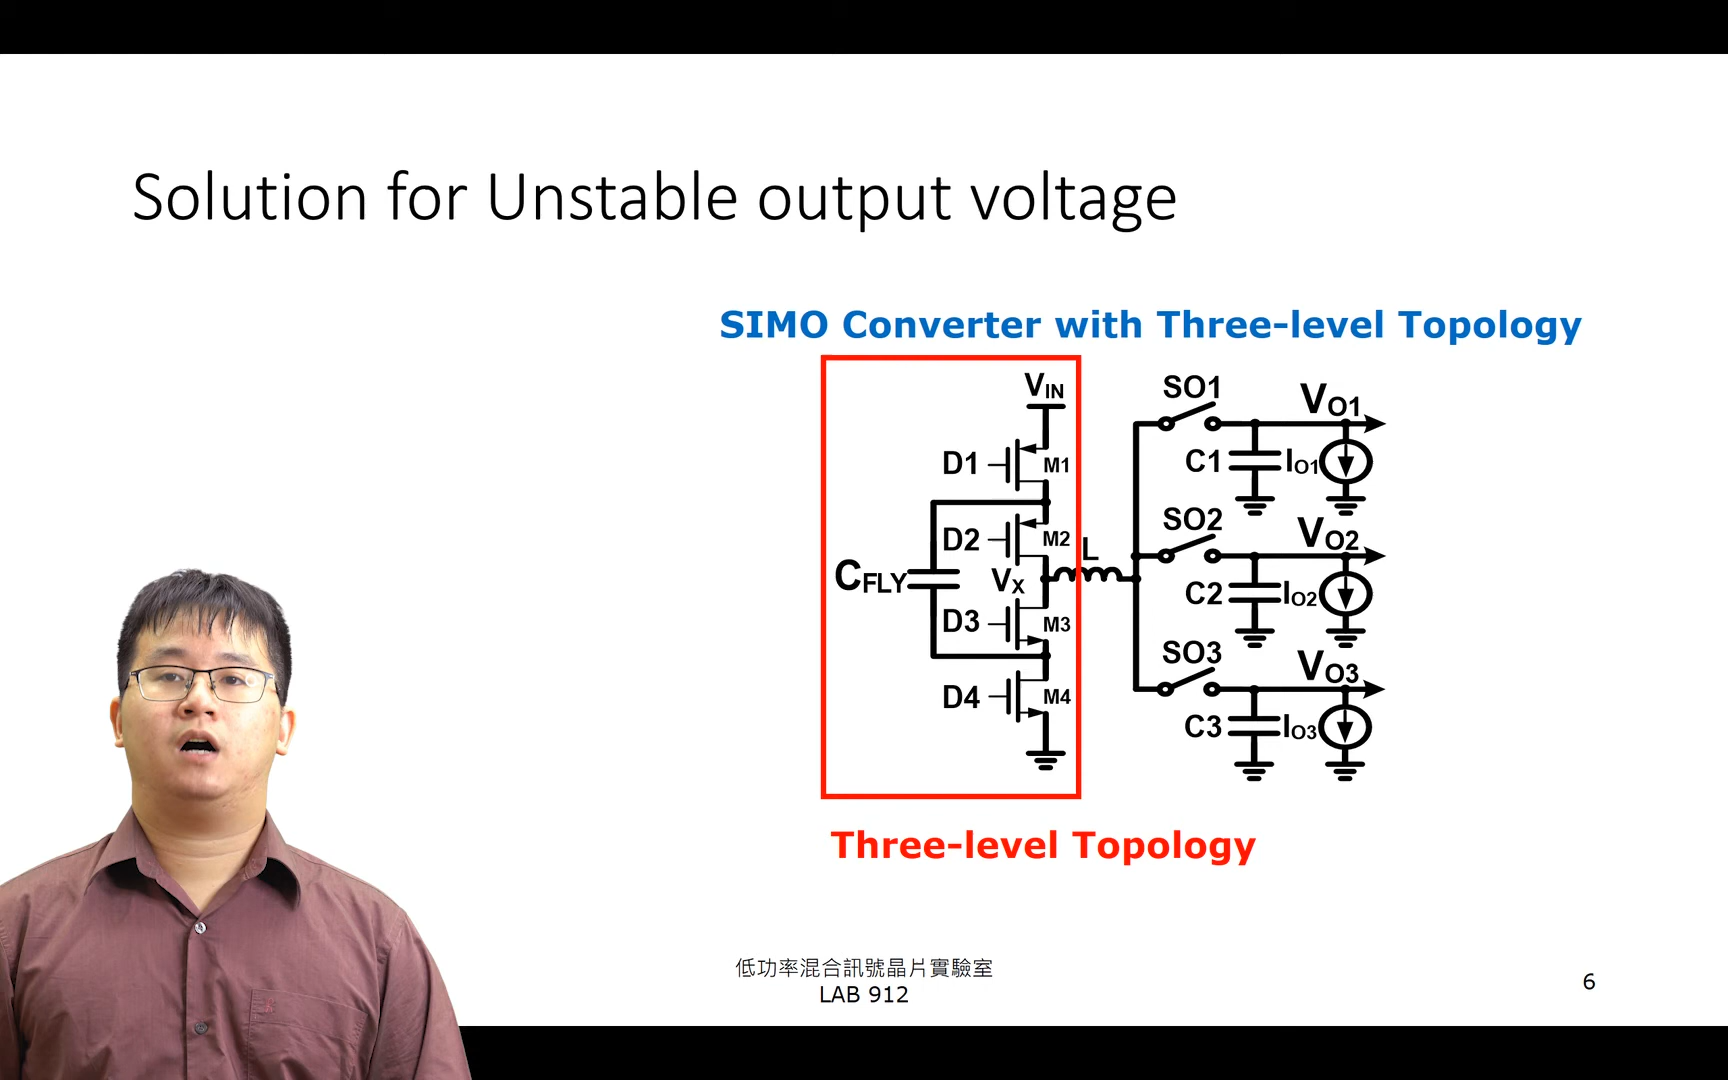 Solution for Unstable output voltage
SIMO Converter with Three-level Topology
VIN
D1
M1
D2
M2
CFLY
VX
L
D3
M3
D4
M4
SO1
VO1
C1
IO1
SO2
VO2
C2
IO2
SO3
VO3
C3
IO3
Three-level Topology
低功率混合訊號晶片實驗室
LAB 912
6